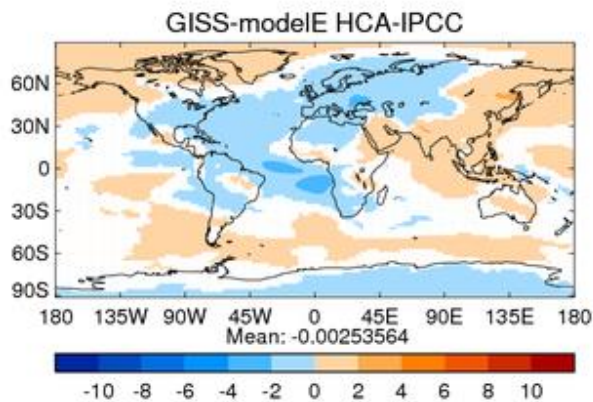 GISS-modelE HCA-IPCC
60N
30N
0
30S
60S
90S
180 135W 90W 45W 0 45E 90E 135E 180
Mean: -0.00253564
-10 -8 -6 -4 -2 0 2 4 6 8 10